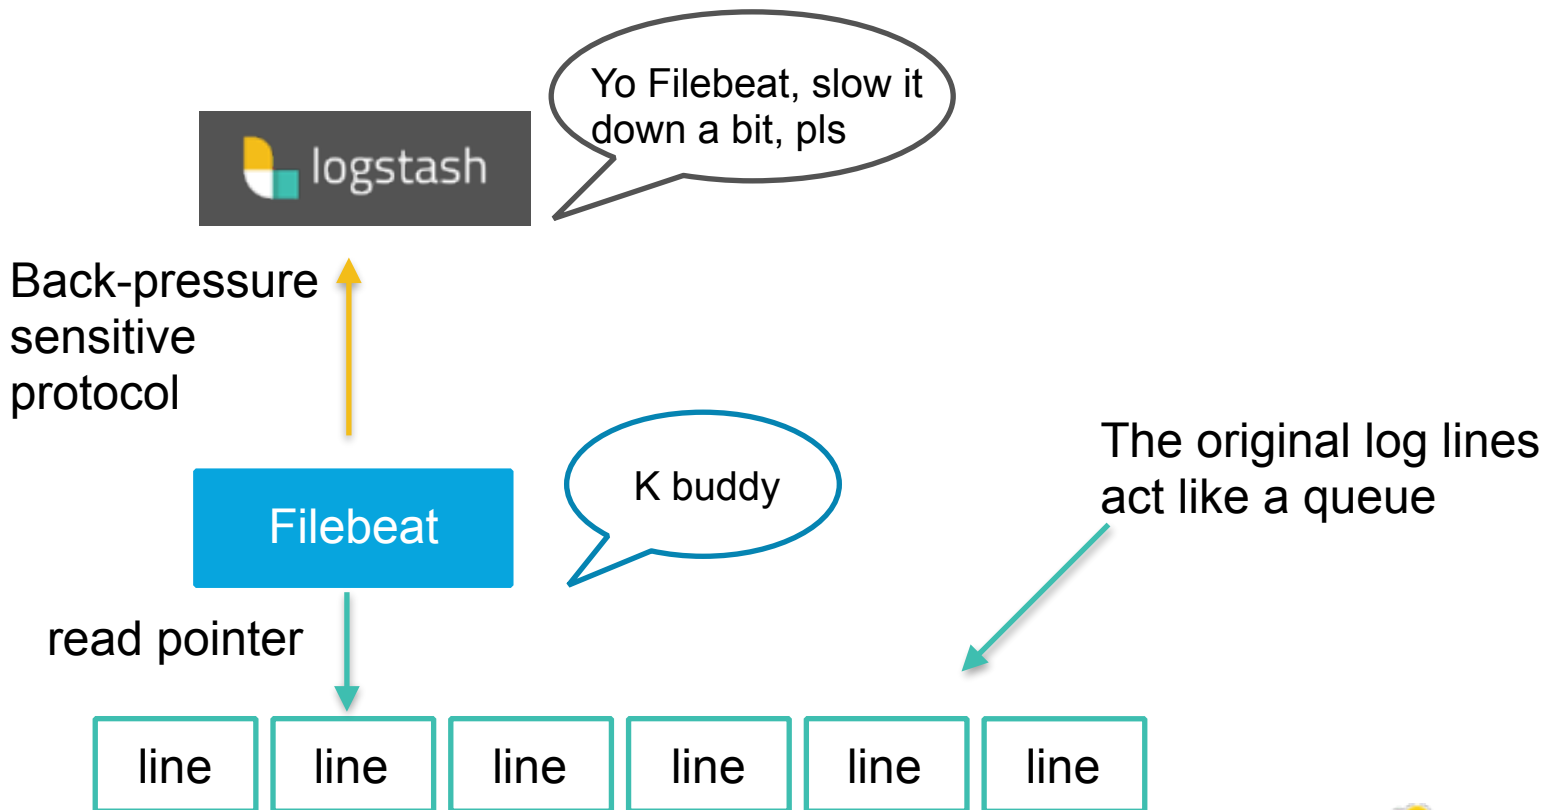 Yo Filebeat, slow it
down a bit, pls
logstash
Back-pressure
sensitive
protocol
K buddy
The original log lines
act like a queue
Filebeat
read pointer
line
line
line
line
line
line